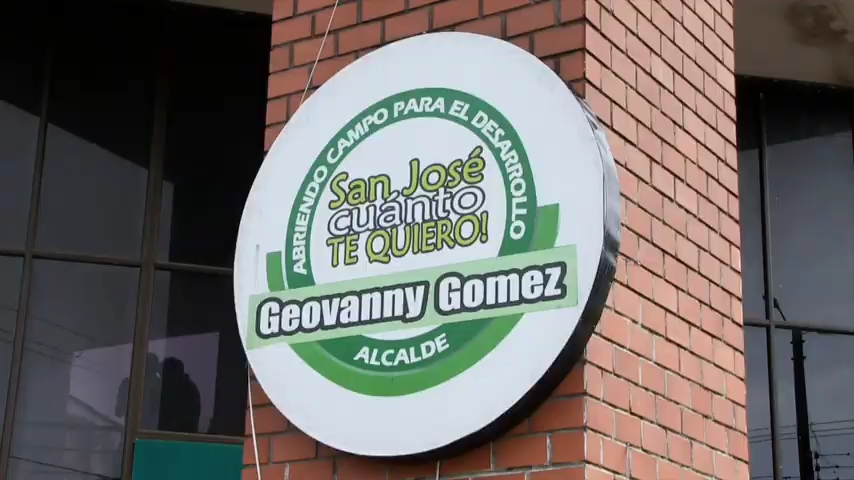 ABRIENDO CAMPO PARA EL DESARROLLO
San José
cuánto
TE QUIERO!
Geovanny Gomez
ALCALDE